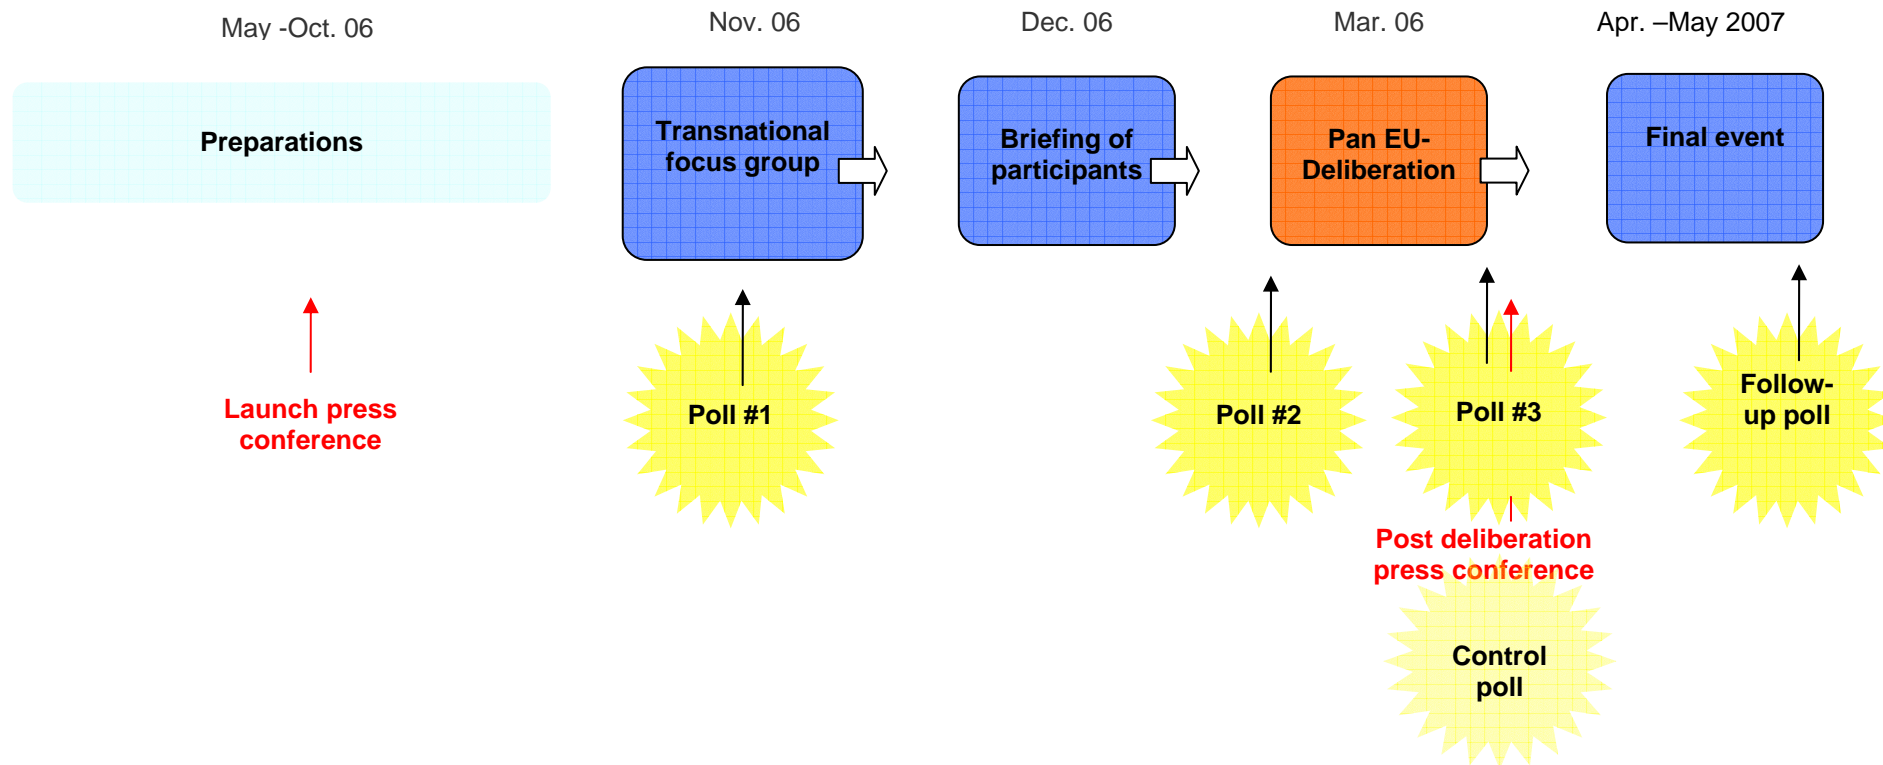 May -Oct. 06
Nov. 06
Dec. 06
Mar. 06
Apr. –May 2007
Preparations
Transnational
focus group
Briefing of
participants
Pan EU-
Deliberation
Final event
Launch press
conference
Poll #1
Poll #2
Poll #3
Follow-
up poll
Post deliberation
press conference
Control
poll